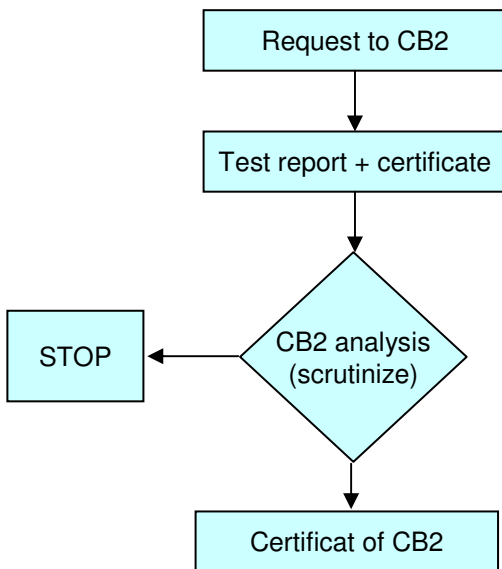 Request to CB2
Test report + certificate
CB2 analysis
(scrutinize)
STOP
Certificat of CB2